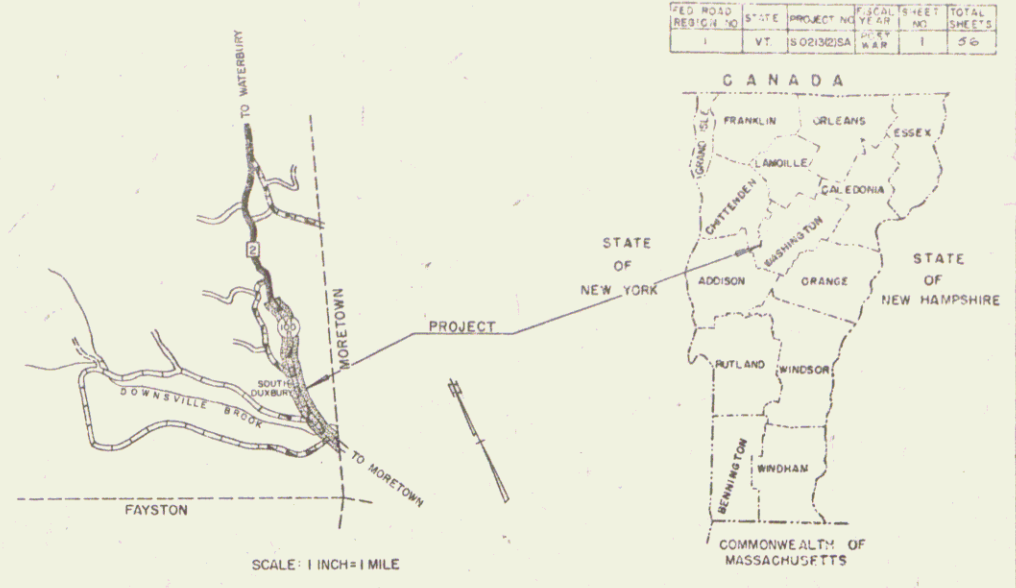 FED ROAD REGION NO
STATE
PROJECT NO
FISCAL YEAR
SHEET NO
TOTAL SHEETS
1
VT.
S 0213(2)SA
POST WAR
1
56
CANADA
GRAND ISLE
FRANKLIN
ORLEANS
ESSEX
LAMOILLE
CHITTENDEN
CALEDONIA
WASHINGTON
ADDISON
ORANGE
RUTLAND
WINDSOR
BENNINGTON
WINDHAM
STATE
OF
NEW YORK
STATE
OF
NEW HAMPSHIRE
COMMONWEALTH OF
MASSACHUSETTS
TO WATERBURY
2
100
MORETOWN
PROJECT
SOUTH
DUXBURY
DOWNSVILLE BROOK
TO MORETOWN
FAYSTON
SCALE: 1 INCH = 1 MILE